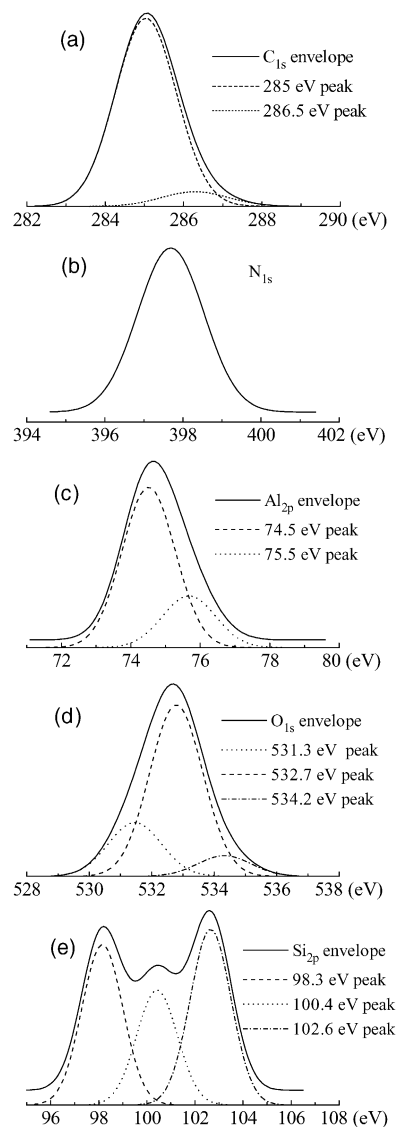 (a)
C1s envelope
285 eV peak
286.5 eV peak
282 284 286 288 290 (eV)
(b)
N1s
394 396 398 400 402 (eV)
(c)
Al2p envelope
74.5 eV peak
75.5 eV peak
72 74 76 78 80 (eV)
(d)
O1s envelope
531.3 eV peak
532.7 eV peak
534.2 eV peak
528 530 532 534 536 538 (eV)
(e)
Si2p envelope
98.3 eV peak
100.4 eV peak
102.6 eV peak
96 98 100 102 104 106 108 (eV)